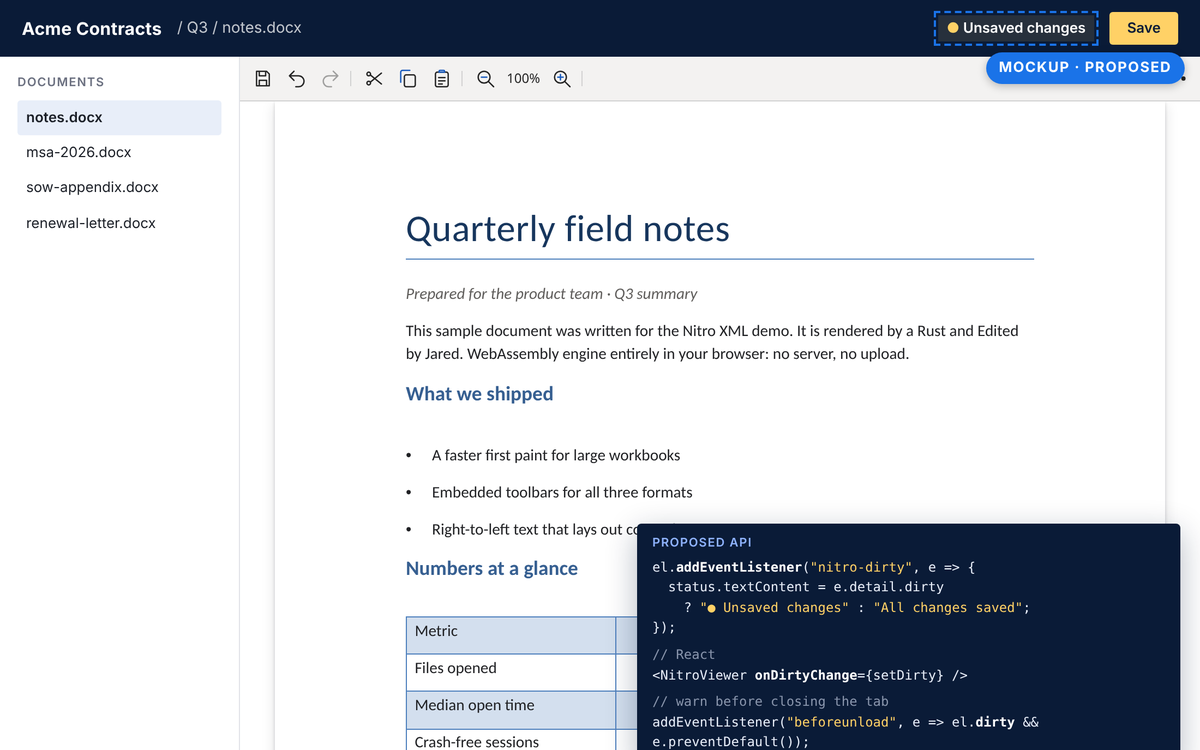 Acme Contracts / Q3 / notes.docx
● Unsaved changes
Save
MOCKUP · PROPOSED
DOCUMENTS
notes.docx
msa-2026.docx
sow-appendix.docx
renewal-letter.docx
100%
Quarterly field notes
Prepared for the product team · Q3 summary
This sample document was written for the Nitro XML demo. It is rendered by a Rust and Edited
by Jared. WebAssembly engine entirely in your browser: no server, no upload.
What we shipped
• A faster first paint for large workbooks
• Embedded toolbars for all three formats
• Right-to-left text that lays out
Numbers at a glance
Metric
Files opened
Median open time
Crash-free sessions
PROPOSED API
el.addEventListener("nitro-dirty", e => {
  status.textContent = e.detail.dirty
    ? "● Unsaved changes" : "All changes saved";
});
// React
<NitroViewer onDirtyChange={setDirty} />
// warn before closing the tab
addEventListener("beforeunload", e => el.dirty &&
e.preventDefault());